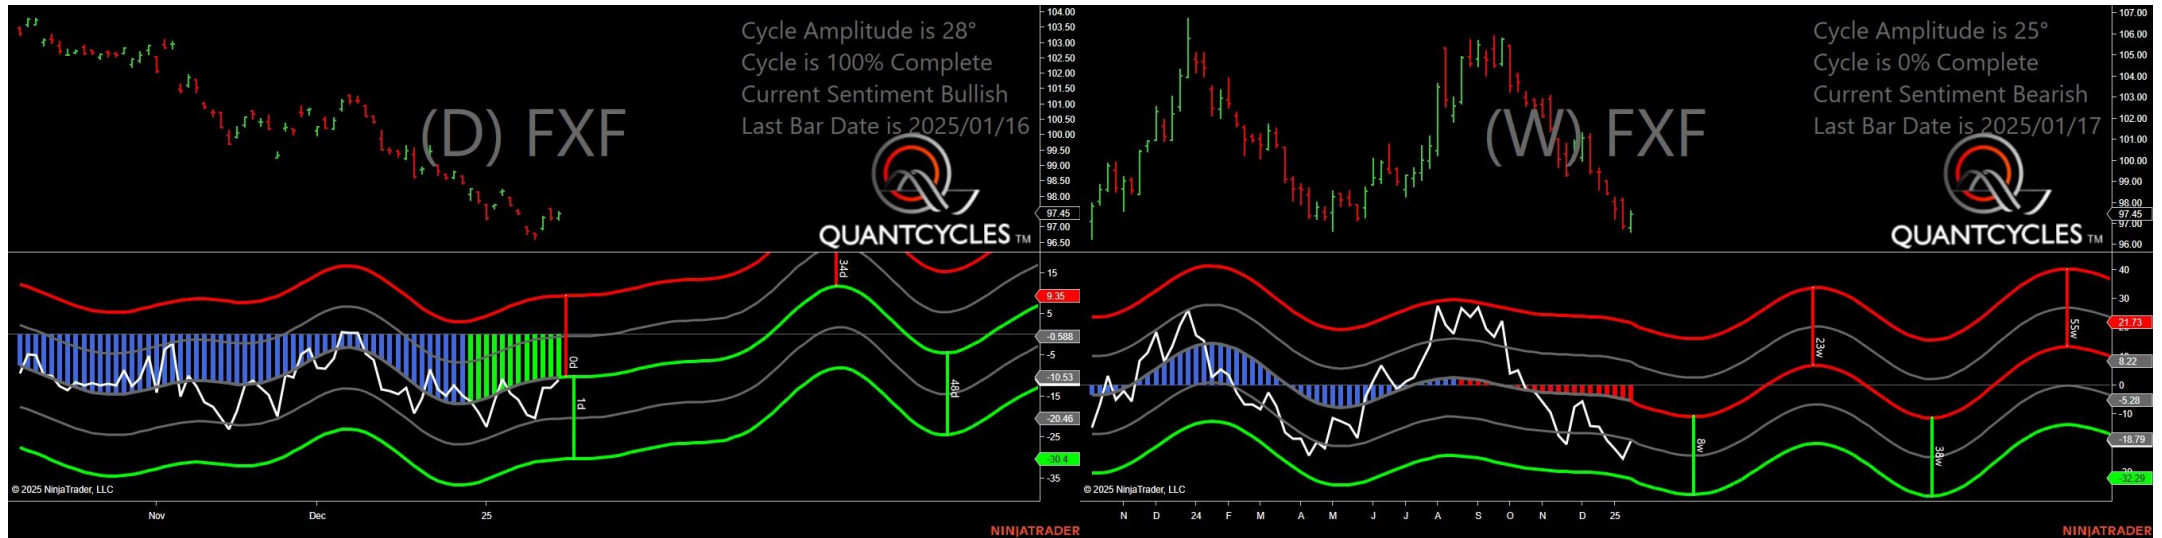 Cycle Amplitude is 28°
Cycle is 100% Complete
Current Sentiment Bullish
Last Bar Date is 2025/01/16
(D) FXF
QUANTCYCLES TM
104.00
103.50
103.00
102.50
102.00
101.50
101.00
100.50
100.00
99.50
99.00
98.50
98.00
97.45
97.00
96.50
34d
0d
1d
48d
15
9.35
5
-0.588
-5
-10.53
-15
-20.46
-25
-30.4
-35
© 2025 NinjaTrader, LLC
Nov
Dec
25
NINJATRADER
Cycle Amplitude is 25°
Cycle is 0% Complete
Current Sentiment Bearish
Last Bar Date is 2025/01/17
(W) FXF
QUANTCYCLES TM
107.00
106.00
105.00
104.00
103.00
102.00
101.00
100.00
99.00
98.00
97.45
97.00
96.00
23w
55w
8w
38w
40
30
21.73
8.22
0
-5.28
-10
-18.79
-32.29
© 2025 NinjaTrader, LLC
N D 24 F M A M J J A S O N D 25
NINJATRADER